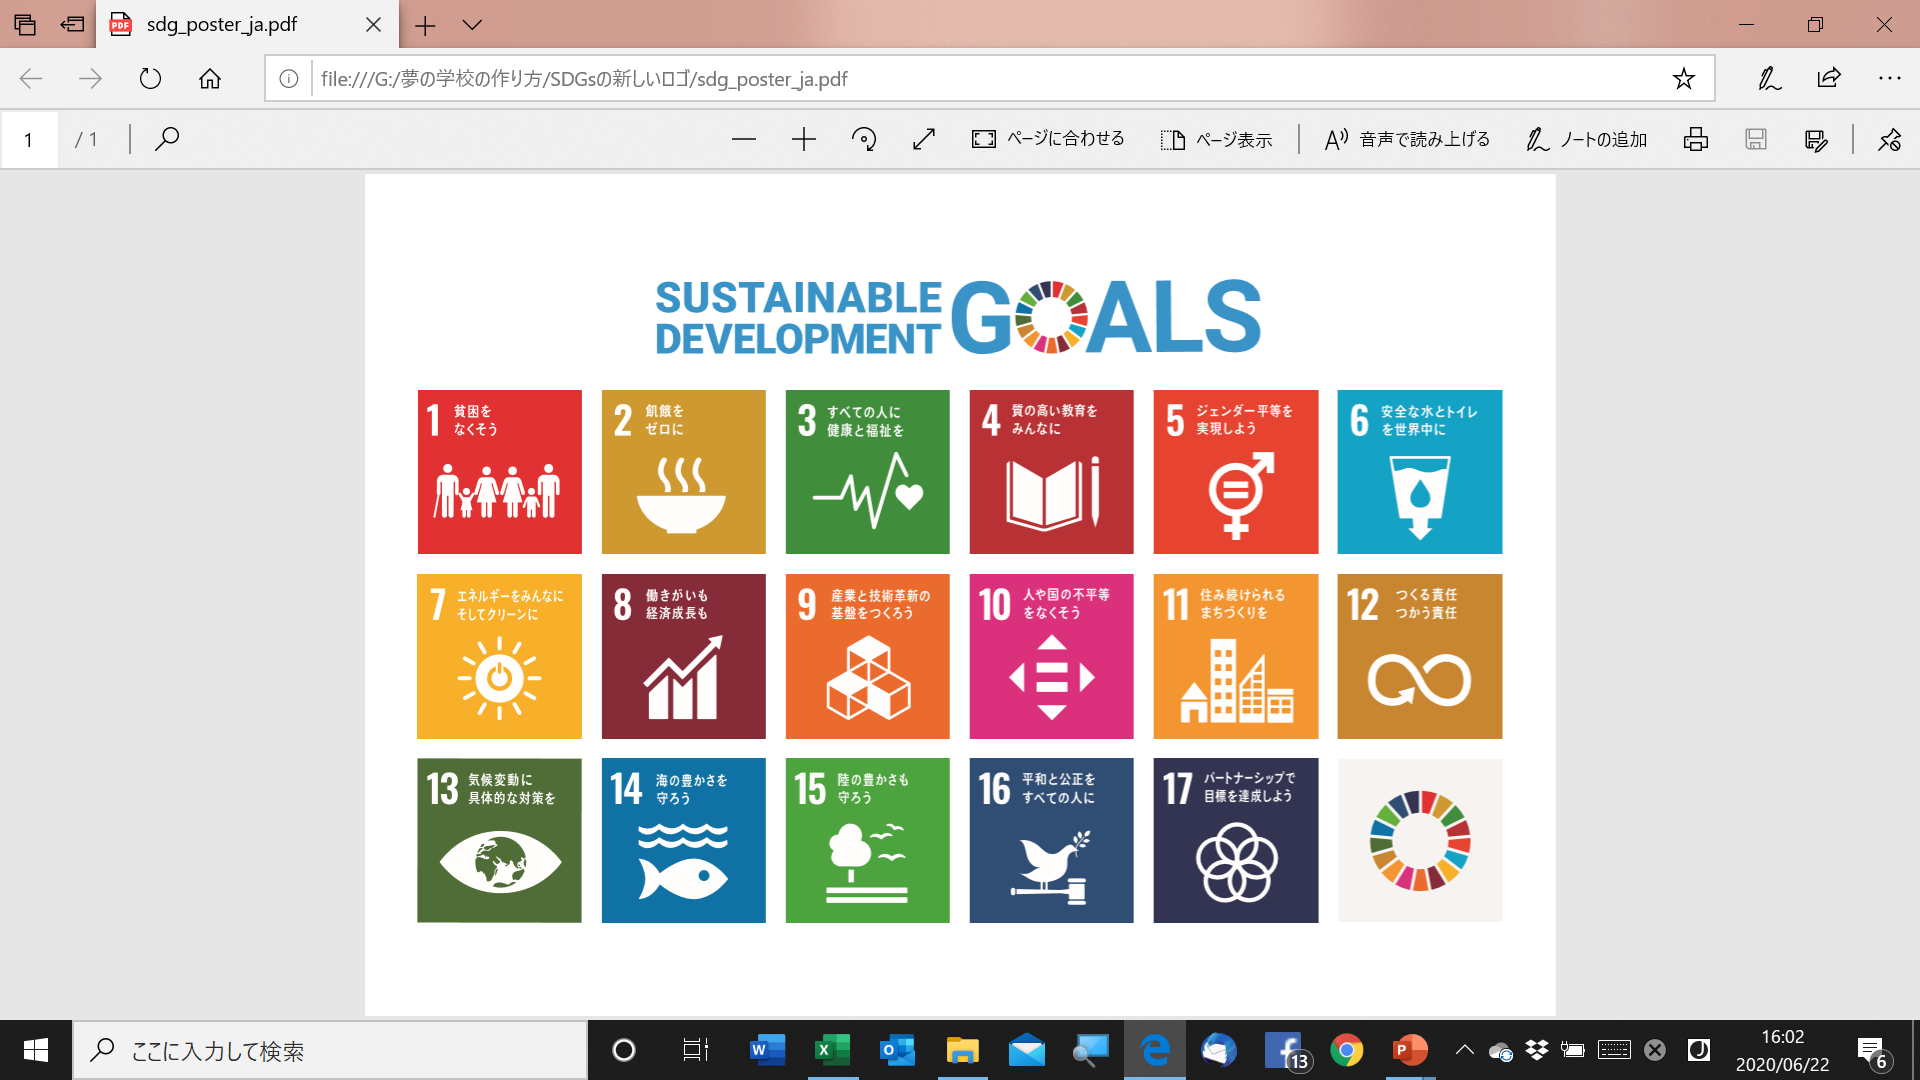 sdg_poster_ja.pdf
file:///G:/夢の学校の作り方/SDGsの新しいロゴ/sdg_poster_ja.pdf
1 / 1
ページに合わせる
ページ表示
音声で読み上げる
ノートの追加
SUSTAINABLE
DEVELOPMENT
GOALS
1 貧困を
なくそう
2 飢餓を
ゼロに
3 すべての人に
健康と福祉を
4 質の高い教育を
みんなに
5 ジェンダー平等を
実現しよう
6 安全な水とトイレ
を世界中に
7 エネルギーをみんなに
そしてクリーンに
8 働きがいも
経済成長も
9 産業と技術革新の
基盤をつくろう
10 人や国の不平等
をなくそう
11 住み続けられる
まちづくりを
12 つくる責任
つかう責任
13 気候変動に
具体的な対策を
14 海の豊かさを
守ろう
15 陸の豊かさも
守ろう
16 平和と公正を
すべての人に
17 パートナーシップで
目標を達成しよう
ここに入力して検索
13
16:02
2020/06/22
6